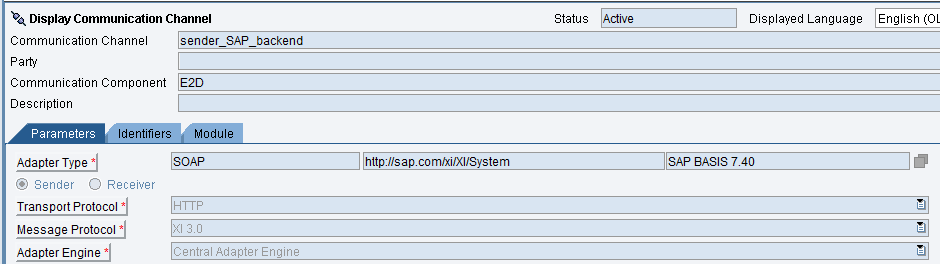 Display Communication Channel Status Active Displayed Language English (OL
Communication Channel sender_SAP_backend
Party
Communication Component E2D
Description
Parameters Identifiers Module
Adapter Type * SOAP http://sap.com/xi/XI/System SAP BASIS 7.40
Sender Receiver
Transport Protocol * HTTP
Message Protocol * XI 3.0
Adapter Engine * Central Adapter Engine